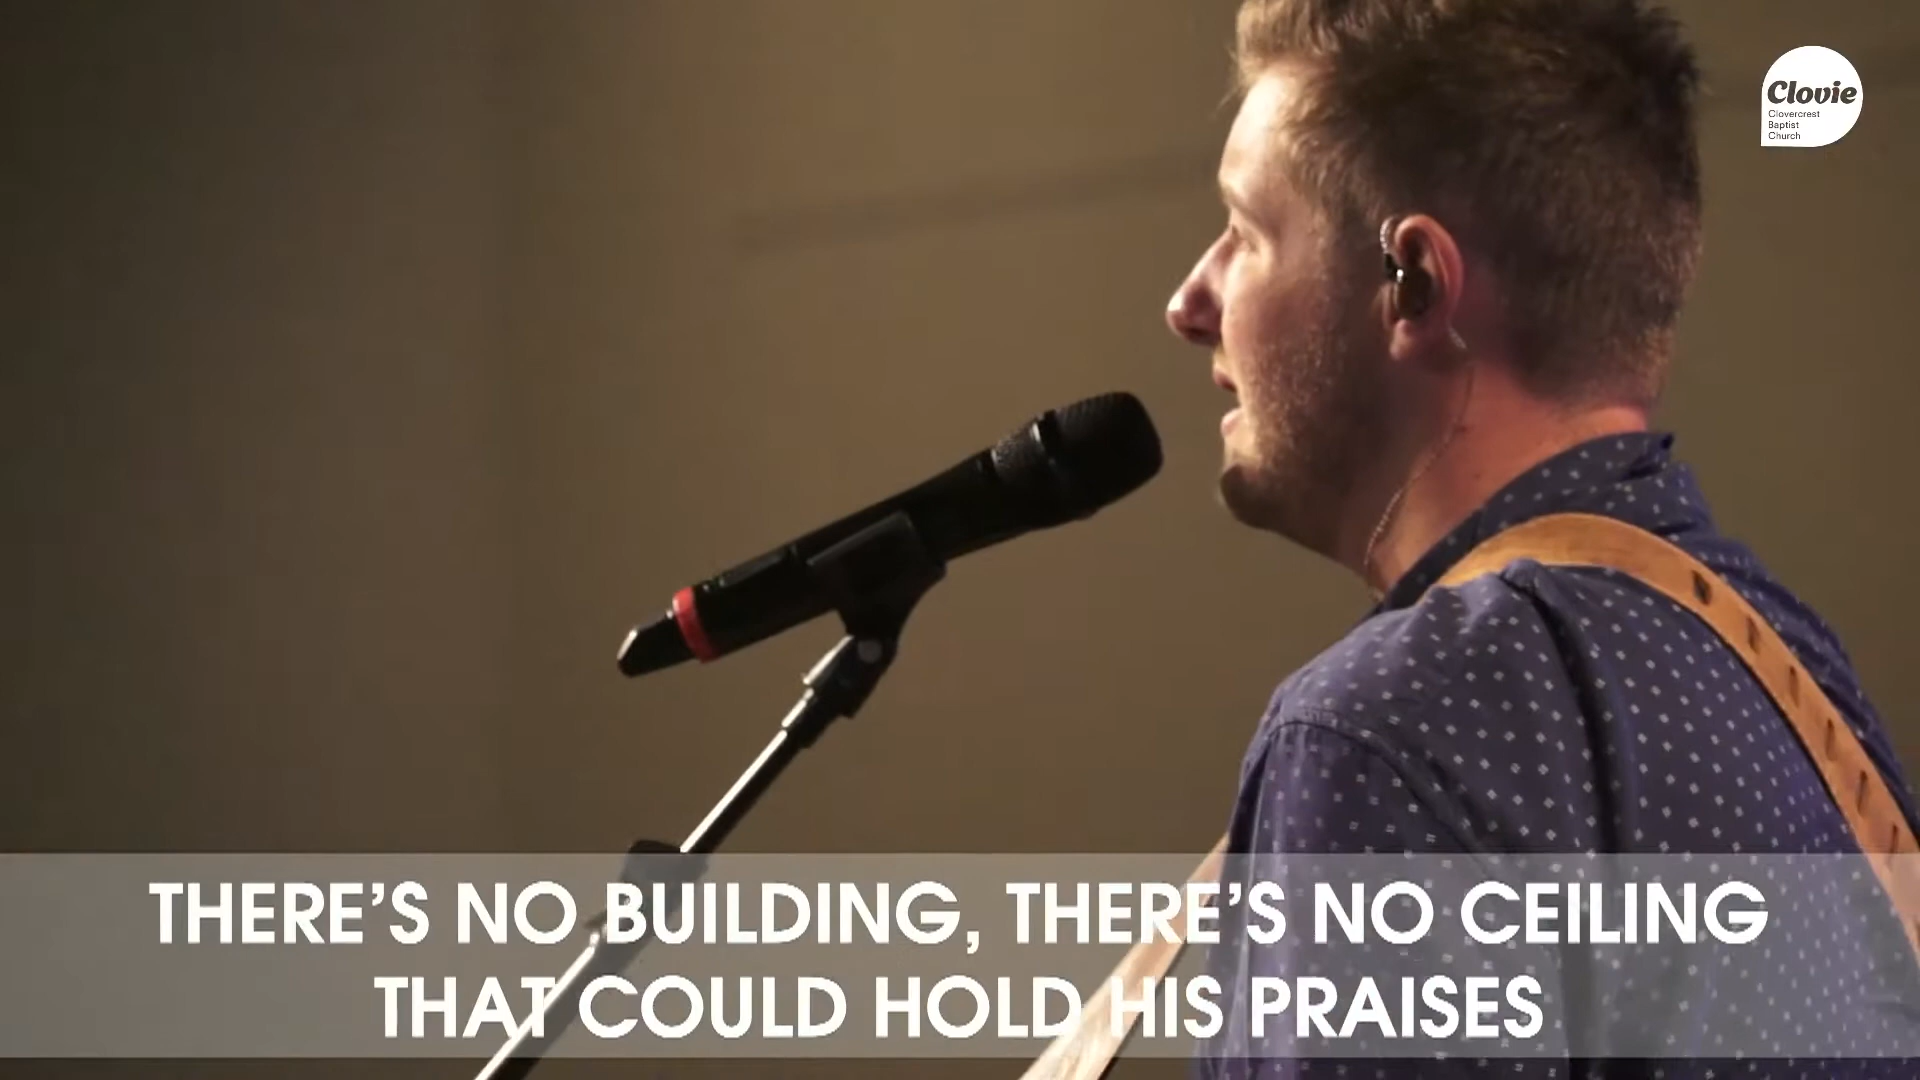 Clovie
Clovercrest
Baptist
Church
THERE’S NO BUILDING, THERE’S NO CEILING
THAT COULD HOLD HIS PRAISES